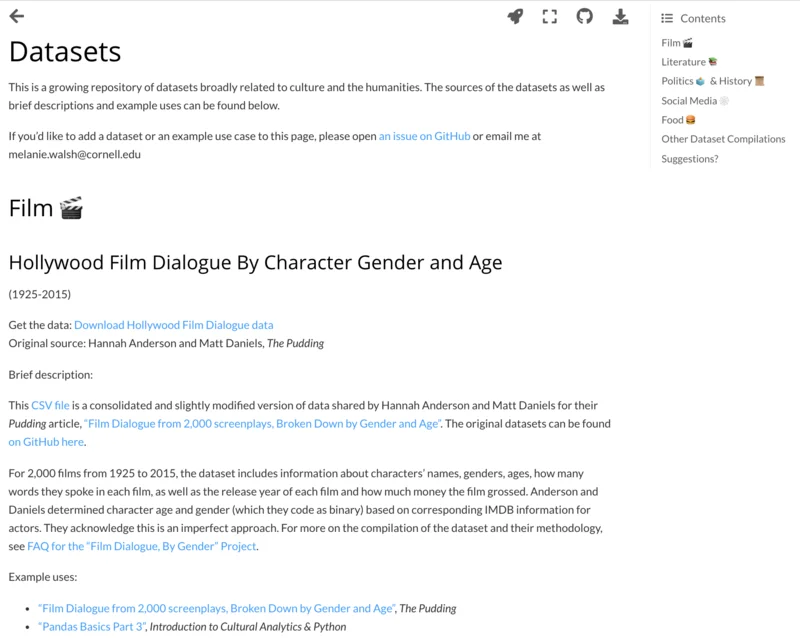 Datasets
This is a growing repository of datasets broadly related to culture and the humanities. The sources of the datasets as well as
brief descriptions and example uses can be found below.
If you'd like to add a dataset or an example use case to this page, please open an issue on GitHub or email me at
melanie.walsh@cornell.edu
Film 🎬
Hollywood Film Dialogue By Character Gender and Age
(1925-2015)
Get the data: Download Hollywood Film Dialogue data
Original source: Hannah Anderson and Matt Daniels, The Pudding
Brief description:
This CSV file is a consolidated and slightly modified version of data shared by Hannah Anderson and Matt Daniels for their
Pudding article, "Film Dialogue from 2,000 screenplays, Broken Down by Gender and Age". The original datasets can be found
on GitHub here.
For 2,000 films from 1925 to 2015, the dataset includes information about characters' names, genders, ages, how many
words they spoke in each film, as well as the release year of each film and how much money the film grossed. Anderson and
Daniels determined character age and gender (which they code as binary) based on corresponding IMDB information for
actors. They acknowledge this is an imperfect approach. For more on the compilation of the dataset and their methodology,
see FAQ for the "Film Dialogue, By Gender" Project.
Example uses:
• "Film Dialogue from 2,000 screenplays, Broken Down by Gender and Age", The Pudding
• "Pandas Basics Part 3", Introduction to Cultural Analytics & Python
Contents
Film 🎬
Literature 📚
Politics 🗳 & History 📜
Social Media 💬
Food 🍔
Other Dataset Compilations
Suggestions?